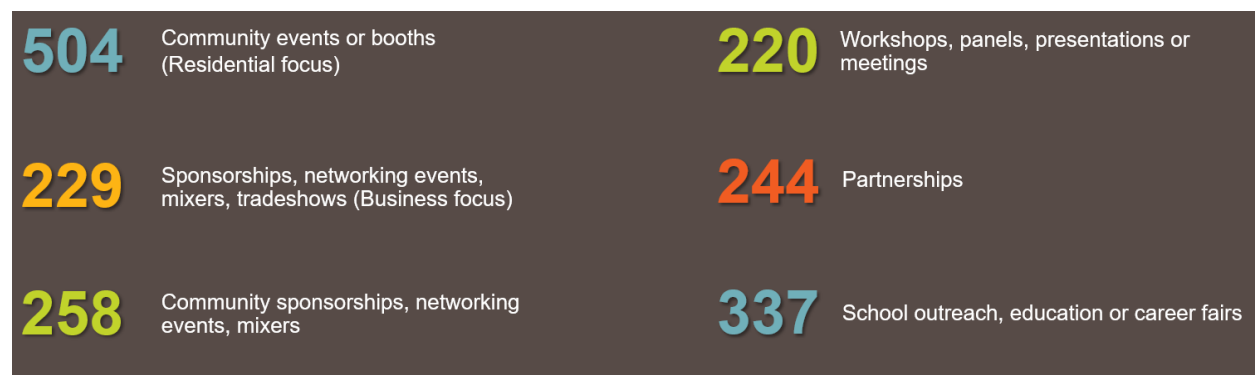 504
Community events or booths
(Residential focus)
229
Sponsorships, networking events,
mixers, tradeshows (Business focus)
258
Community sponsorships, networking
events, mixers
220
Workshops, panels, presentations or
meetings
244
Partnerships
337
School outreach, education or career fairs